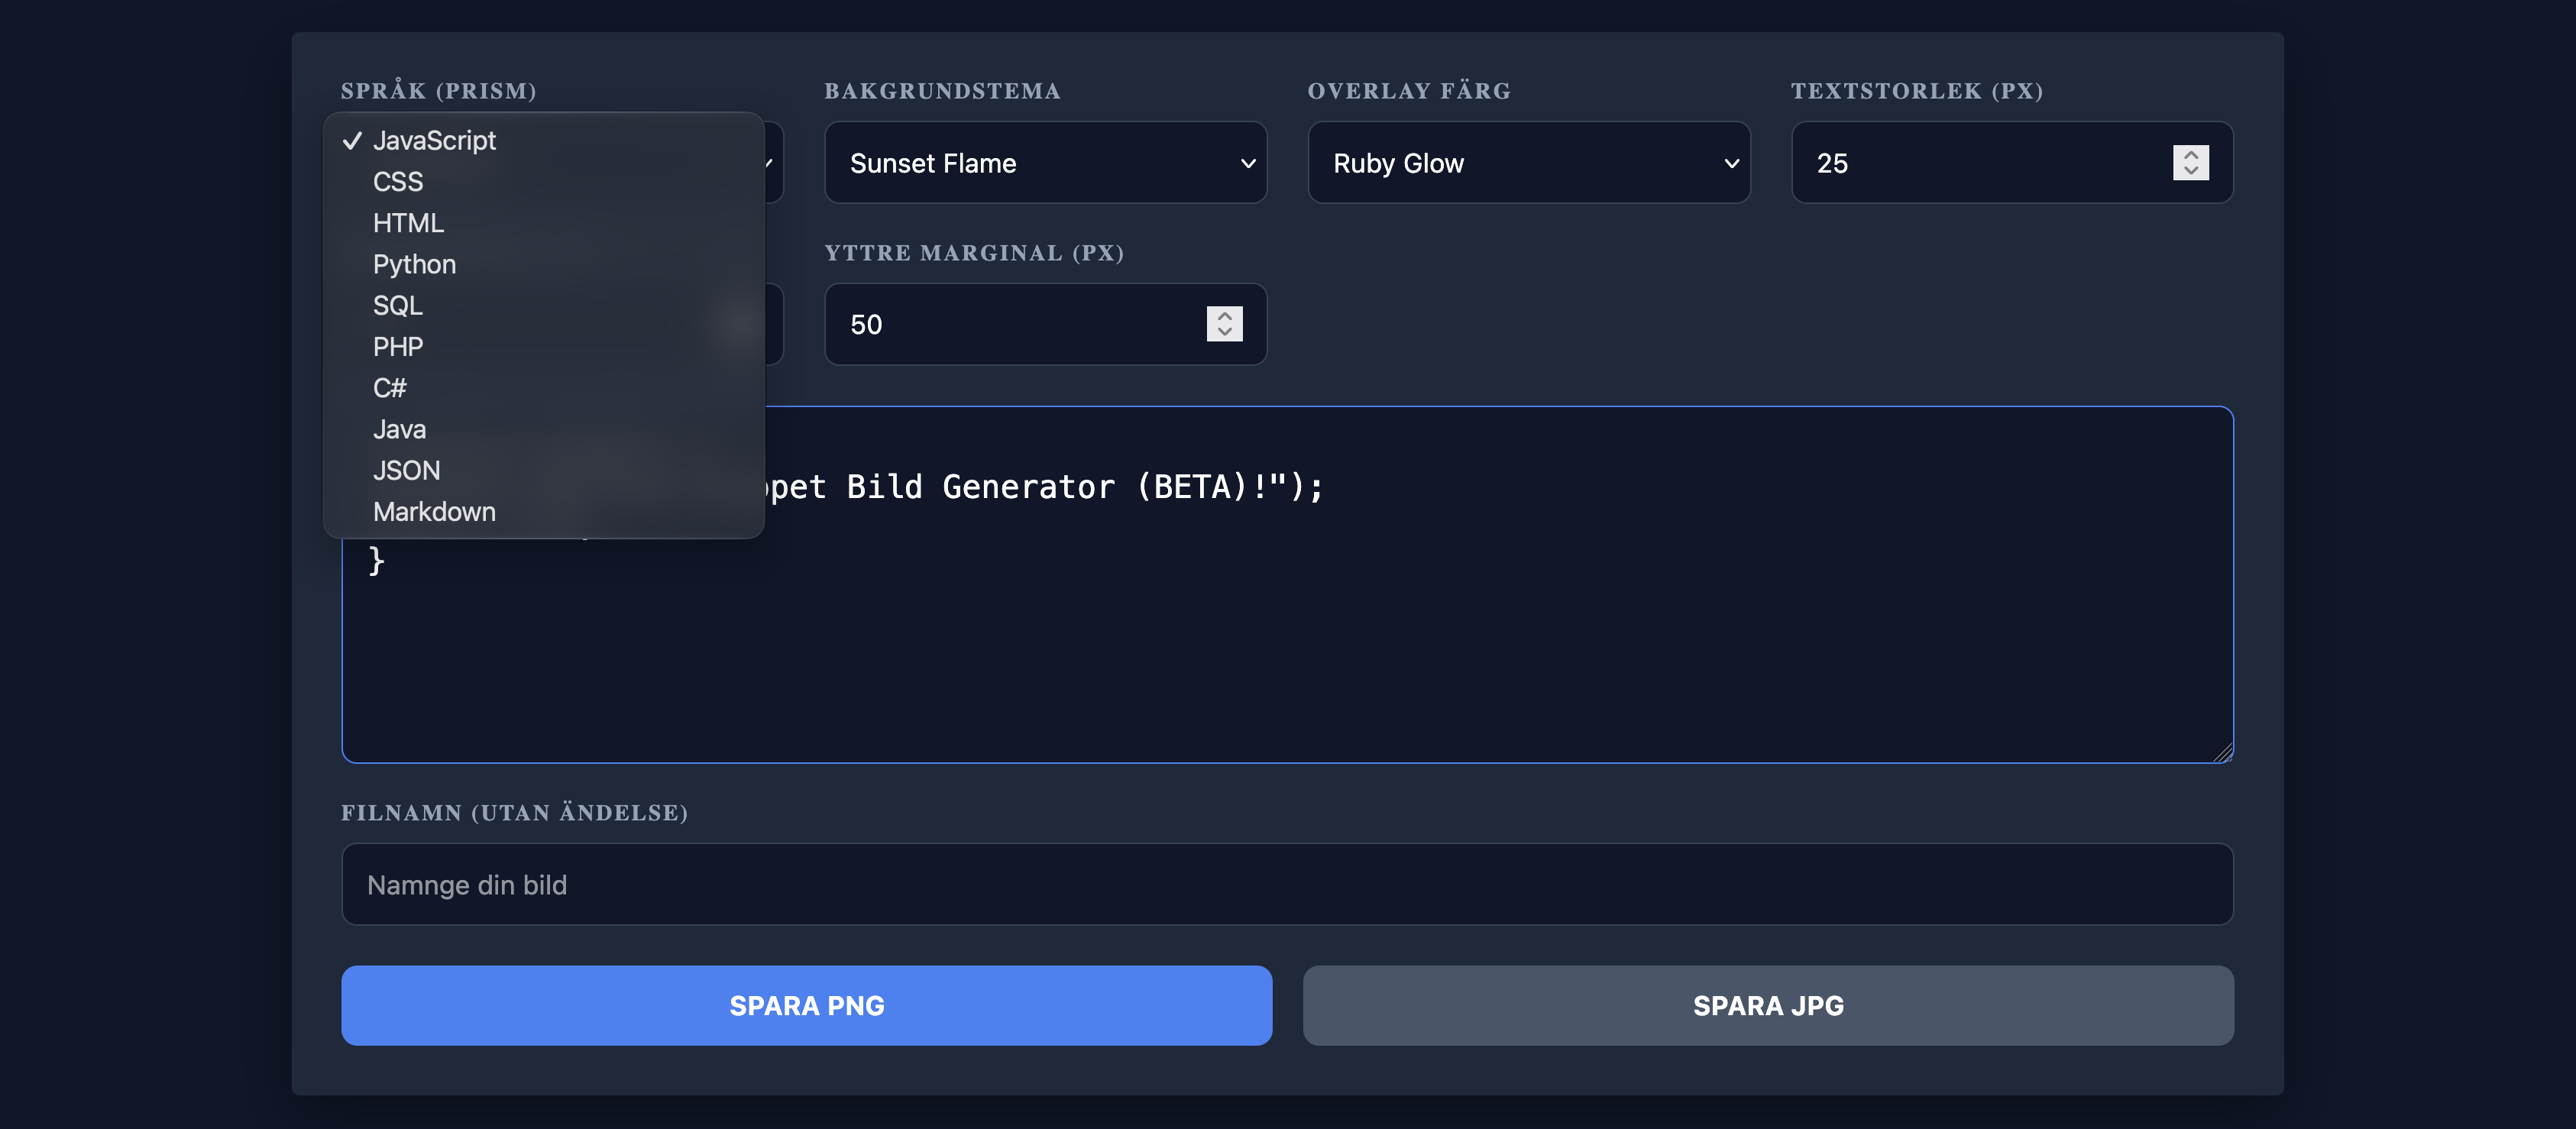 SPRÅK (PRISM)
JavaScript
CSS
HTML
Python
SQL
PHP
C#
Java
JSON
Markdown
BAKGRUNDSTEMA
Sunset Flame
OVERLAY FÄRG
Ruby Glow
TEXTSTORLEK (PX)
25
YTTRE MARGINAL (PX)
50
Bild Generator (BETA)!");
}
FILNAMN (UTAN ÄNDELSE)
Namnge din bild
SPARA PNG
SPARA JPG